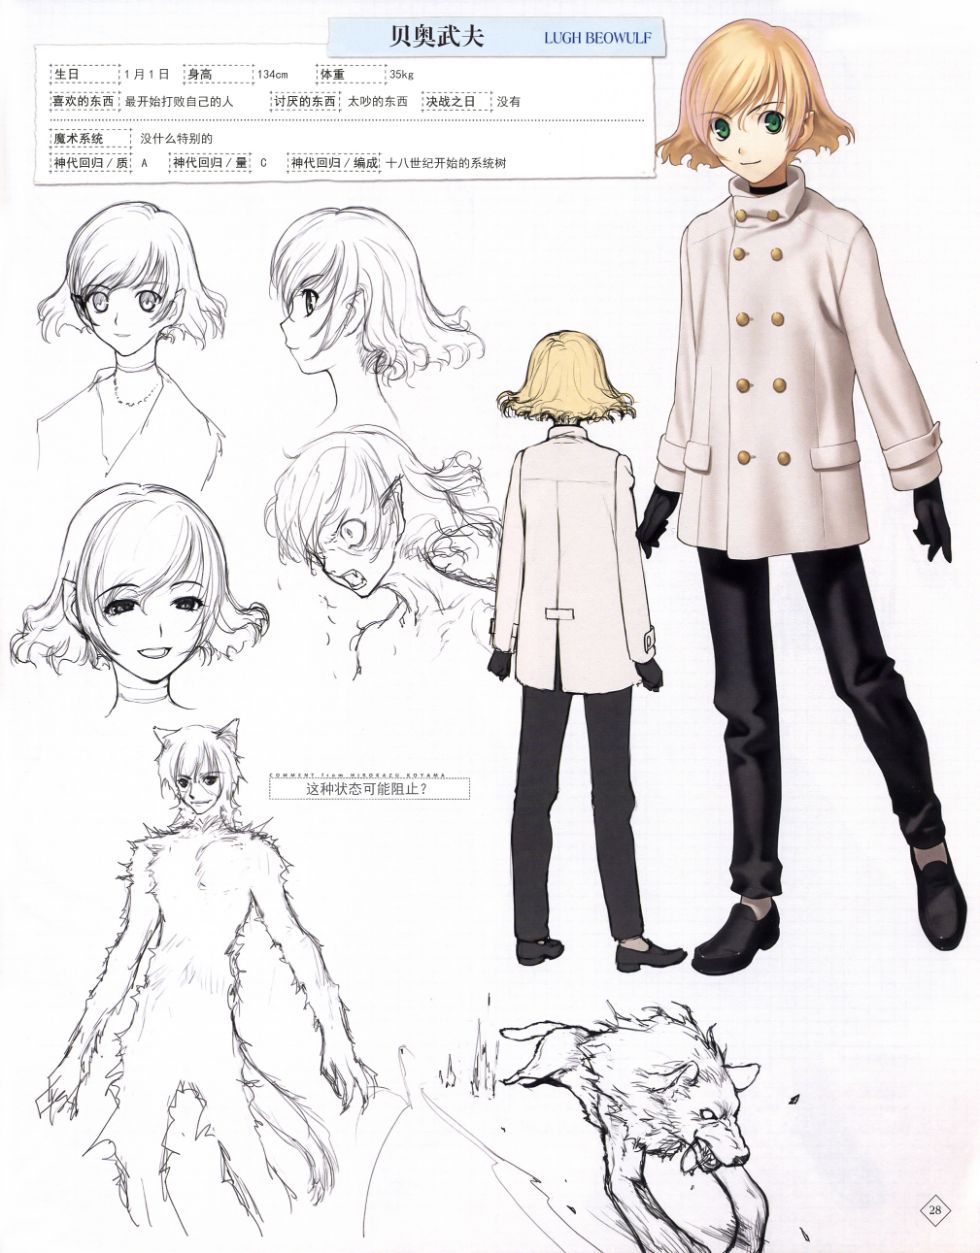 贝奥武夫 LUGH BEOWULF
生日 1月1日 身高 134cm 体重 35kg
喜欢的东西 最开始打败自己的人 讨厌的东西 太吵的东西 决战之日 没有
魔术系统 没什么特别的
神代回归/质 A 神代回归/量 C 神代回归/编成 十八世纪开始的系统树
COMMENT from HIROKAZU KOYAMA
这种状态可能阻止？
28